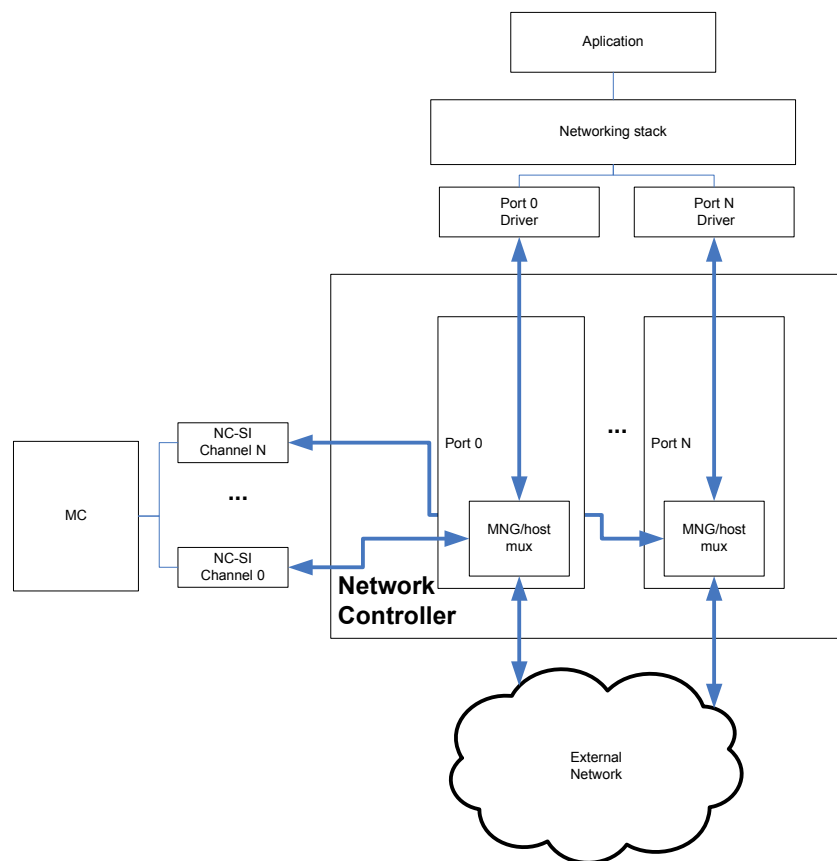 Aplication
Networking stack
Port 0
Driver
Port N
Driver
NC-SI
Channel N
Port 0
...
Port N
MC
...
MNG/host
mux
MNG/host
mux
NC-SI
Channel 0
Network
Controller
External
Network